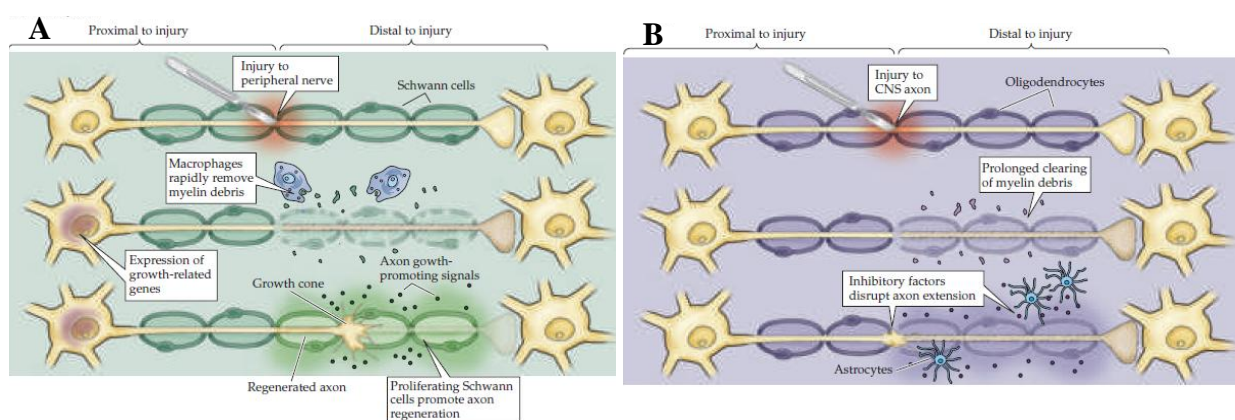 A
Proximal to injury
Distal to injury
Injury to
peripheral nerve
Schwann cells
Macrophages
rapidly remove
myelin debris
Expression of
growth-related
genes
Axon gowth-
promoting signals
Growth cone
Regenerated axon
Proliferating Schwann
cells promote axon
regeneration
B
Proximal to injury
Distal to injury
Injury to
CNS axon
Oligodendrocytes
Prolonged clearing
of myelin debris
Inhibitory factors
disrupt axon extension
Astrocytes